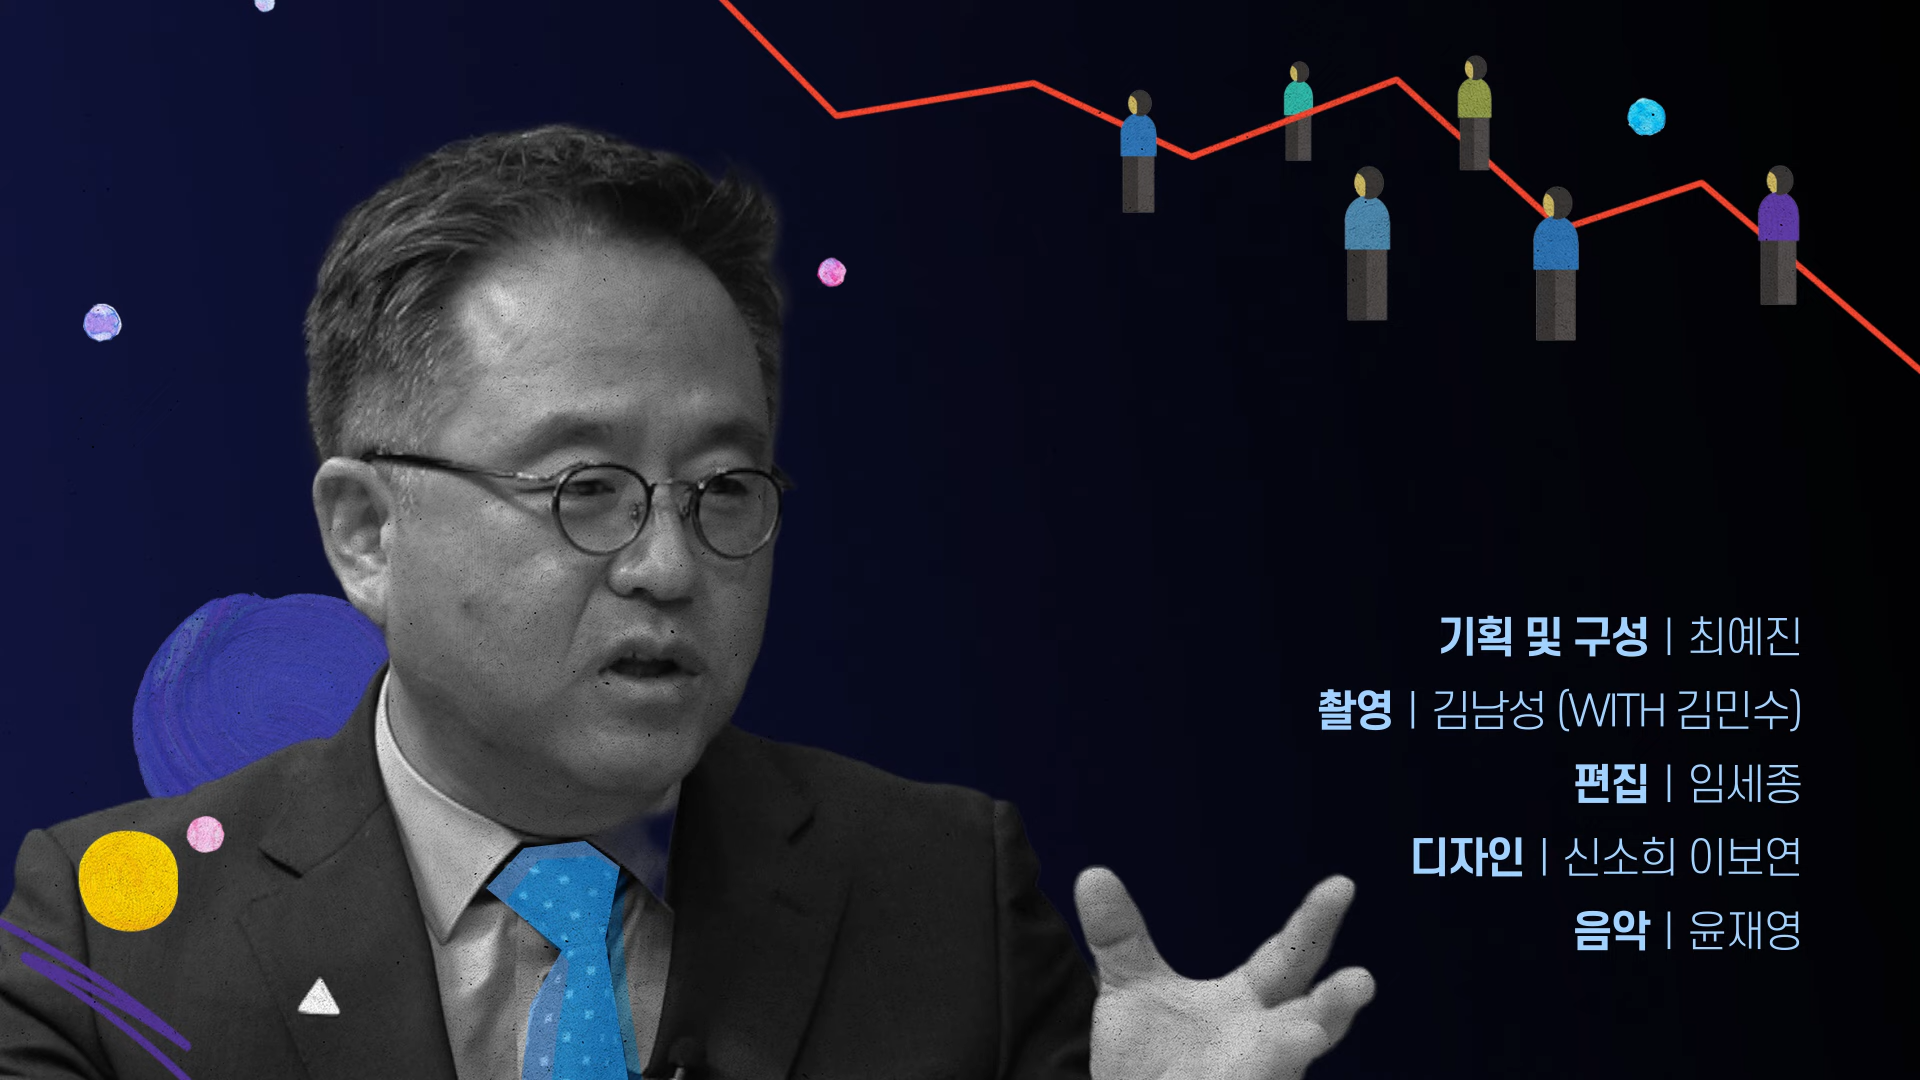 기획 및 구성 | 최예진
촬영 | 김남성 (WITH 김민수)
편집 | 임세종
디자인 | 신소희 이보연
음악 | 윤재영